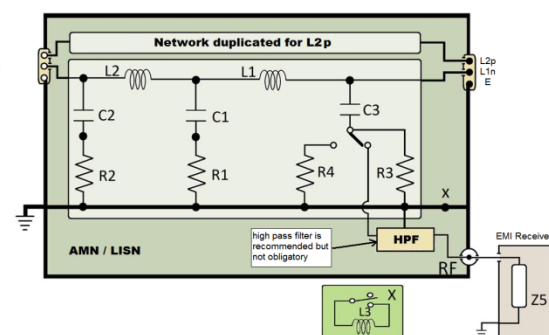 Network duplicated for L2p
L2
L1
L2p
L1n
E
C2
C1
C3
R2
R1
R4
R3
X
high pass filter is
recommended but
not obligatory
HPF
EMI Receive
AMN / LISN
RF
X
L3
Z5